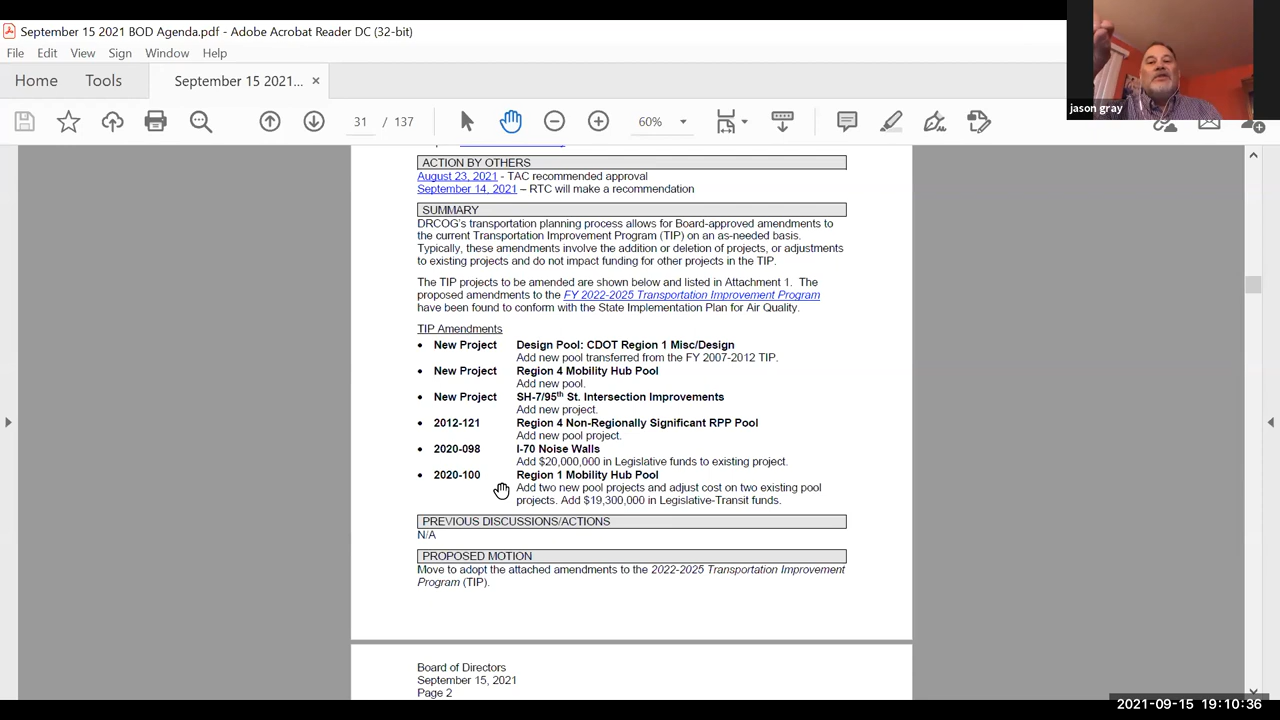 September 15 2021 BOD Agenda.pdf - Adobe Acrobat Reader DC (32-bit)
File Edit View Sign Window Help
Home Tools September 15 2021... ×
31 137 60%
jason gray
ACTION BY OTHERS
August 23, 2021 - TAC recommended approval
September 14, 2021 – RTC will make a recommendation
SUMMARY
DRCOG's transportation planning process allows for Board-approved amendments to
the current Transportation Improvement Program (TIP) on an as-needed basis.
Typically, these amendments involve the addition or deletion of projects, or adjustments
to existing projects and do not impact funding for other projects in the TIP.
The TIP projects to be amended are shown below and listed in Attachment 1. The
proposed amendments to the FY 2022-2025 Transportation Improvement Program
have been found to conform with the State Implementation Plan for Air Quality.
TIP Amendments
• New Project Design Pool: CDOT Region 1 Misc/Design
Add new pool transferred from the FY 2007-2012 TIP.
• New Project Region 4 Mobility Hub Pool
Add new pool.
• New Project SH-7/95th St. Intersection Improvements
Add new project.
• 2012-121 Region 4 Non-Regionally Significant RPP Pool
Add new pool project.
• 2020-098 I-70 Noise Walls
Add $20,000,000 in Legislative funds to existing project.
• 2020-100 Region 1 Mobility Hub Pool
Add two new pool projects and adjust cost on two existing pool
projects. Add $19,300,000 in Legislative-Transit funds.
PREVIOUS DISCUSSIONS/ACTIONS
N/A
PROPOSED MOTION
Move to adopt the attached amendments to the 2022-2025 Transportation Improvement
Program (TIP).
Board of Directors
September 15, 2021
Page 2
2021-09-15 19:10:36